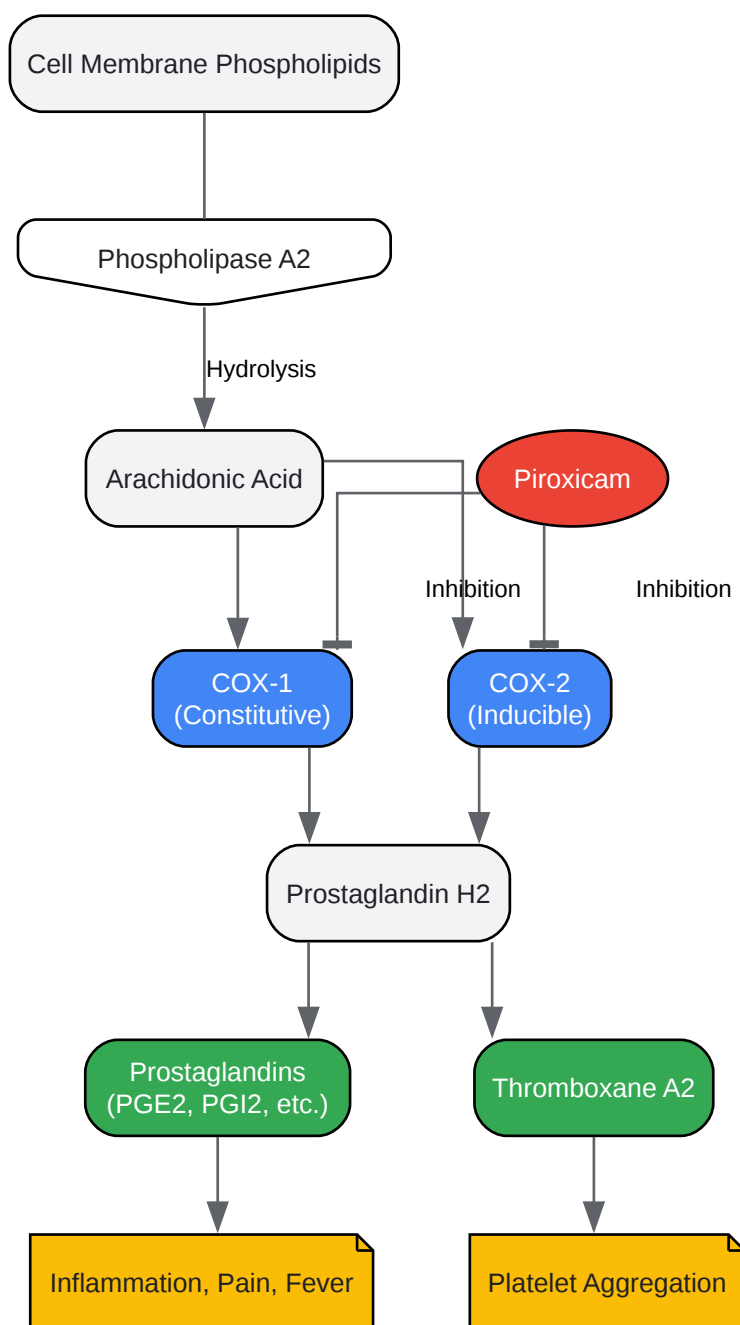 Cell Membrane Phospholipids
Phospholipase A2
Hydrolysis
Arachidonic Acid
Piroxicam
Inhibition
Inhibition
COX-1
(Constitutive)
COX-2
(Inducible)
Prostaglandin H2
Prostaglandins
(PGE2, PGI2, etc.)
Thromboxane A2
Inflammation, Pain, Fever
Platelet Aggregation